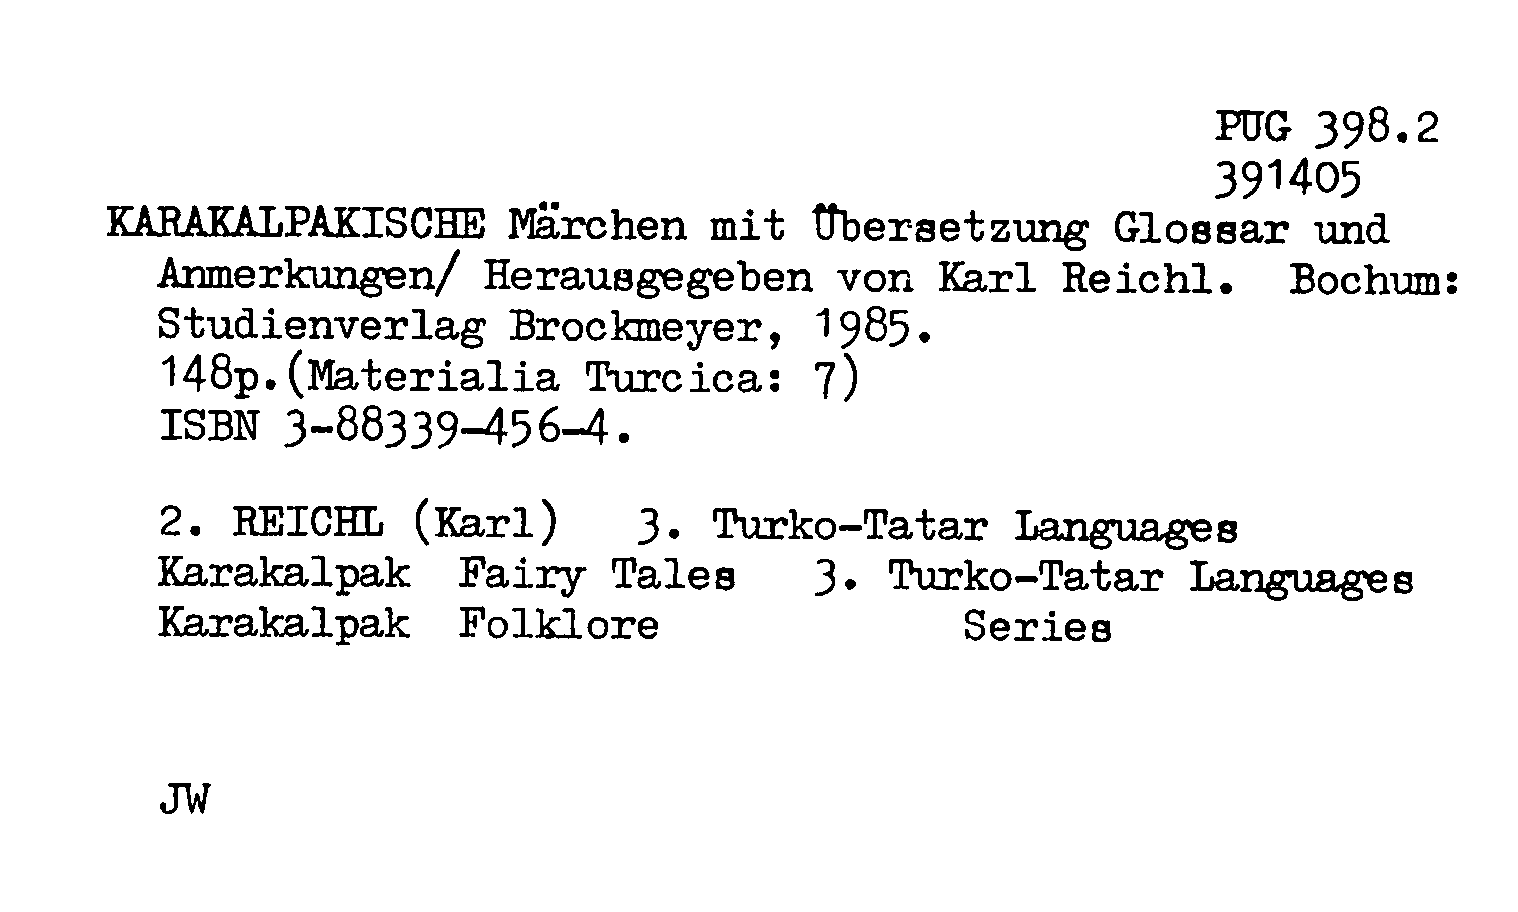 PUG 398.2
391405
KARAKALPAKISCHE Märchen mit Übersetzung Glossar und
Anmerkungen/ Herausgegeben von Karl Reichl. Bochum:
Studienverlag Brockmeyer, 1985.
148p.(Materialia Turcica: 7)
ISBN 3-88339-456-4.
2. REICHL (Karl) 3. Turko-Tatar Languages
Karakalpak Fairy Tales 3. Turko-Tatar Languages
Karakalpak Folklore Series
JW